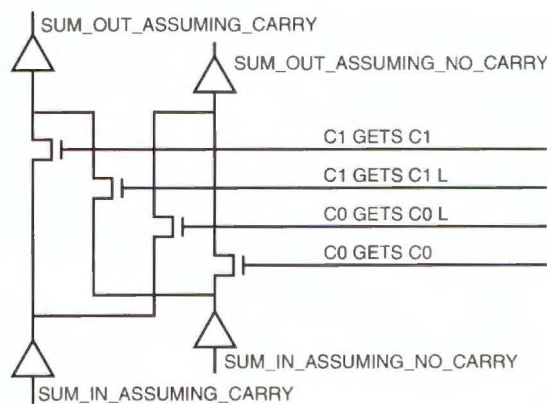 SUM_OUT_ASSUMING_CARRY
SUM_OUT_ASSUMING_NO_CARRY
C1 GETS C1
C1 GETS C1 L
C0 GETS C0 L
C0 GETS C0
SUM_IN_ASSUMING_NO_CARRY
SUM_IN_ASSUMING_CARRY